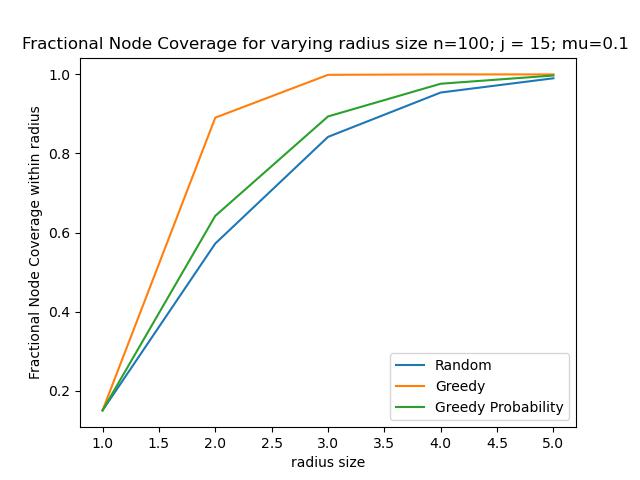 Fractional Node Coverage for varying radius size n=100; j = 15; mu=0.1
Fractional Node Coverage within radius
1.0
0.8
0.6
0.4
0.2
Random
Greedy
Greedy Probability
1.0 1.5 2.0 2.5 3.0 3.5 4.0 4.5 5.0
radius size